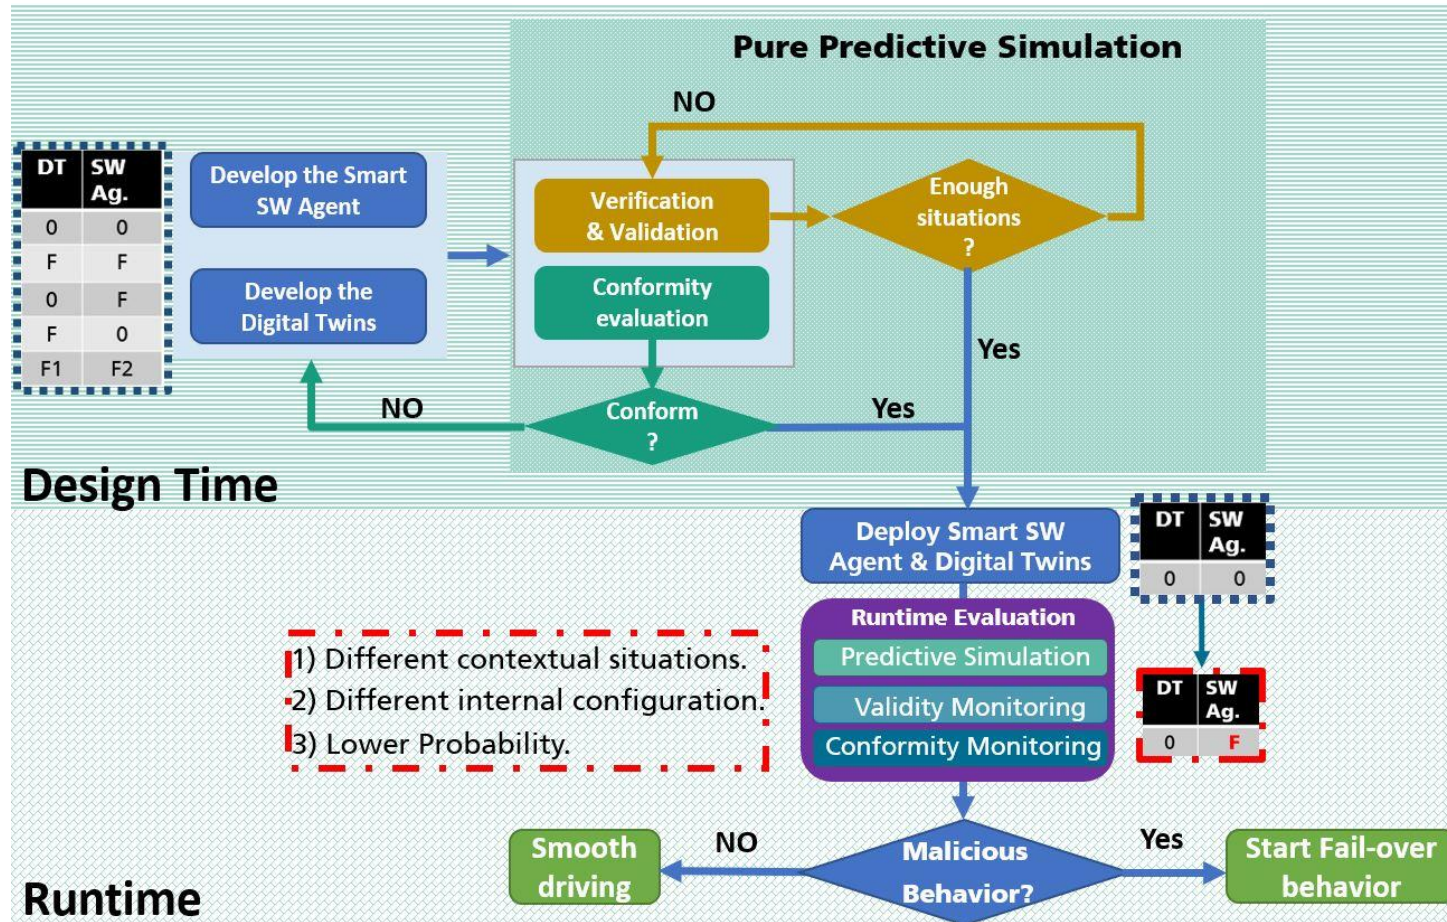 Pure Predictive Simulation
NO
DT SW
Ag.
0 0
F F
0 F
F 0
F1 F2
Develop the Smart
SW Agent
Develop the
Digital Twins
Verification
& Validation
Conformity
evaluation
Enough
situations
?
Yes
NO
Conform
?
Yes
Design Time
Deploy Smart SW
Agent & Digital Twins
DT SW
Ag.
0 0
Runtime Evaluation
Predictive Simulation
Validity Monitoring
Conformity Monitoring
1) Different contextual situations.
2) Different internal configuration.
3) Lower Probability.
DT SW
Ag.
0 F
Smooth
driving
NO
Malicious
Behavior?
Yes
Start Fail-over
behavior
Runtime